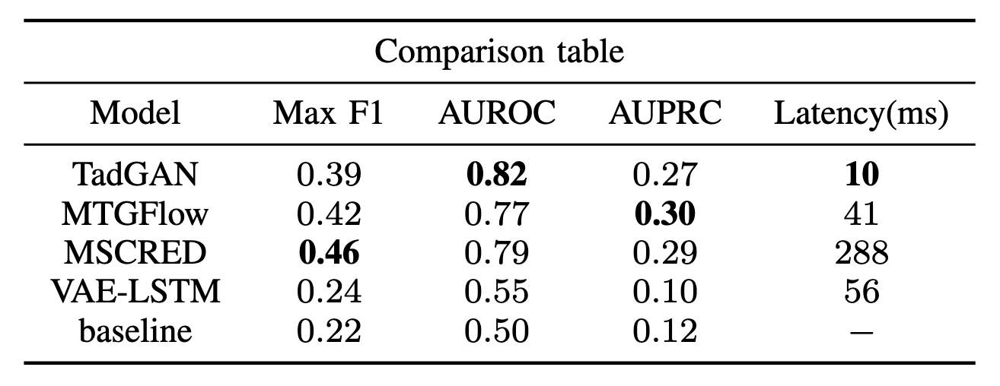 Comparison table
Model Max F1 AUROC AUPRC Latency(ms)
TadGAN 0.39 0.82 0.27 10
MTGFlow 0.42 0.77 0.30 41
MSCRED 0.46 0.79 0.29 288
VAE-LSTM 0.24 0.55 0.10 56
baseline 0.22 0.50 0.12 –